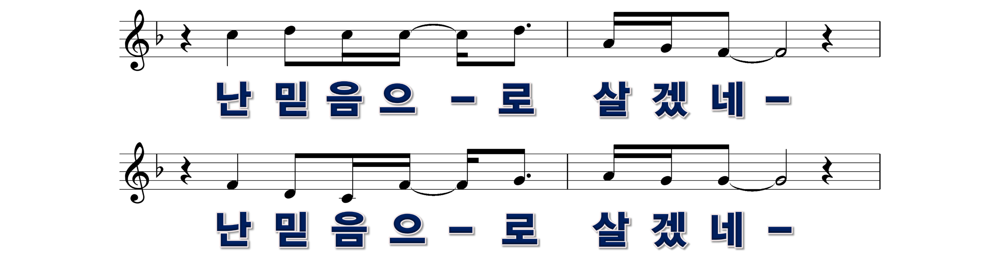 난 믿 음 으 - 로 살 겠 네 -
난 믿 음 으 - 로 살 겠 네 -